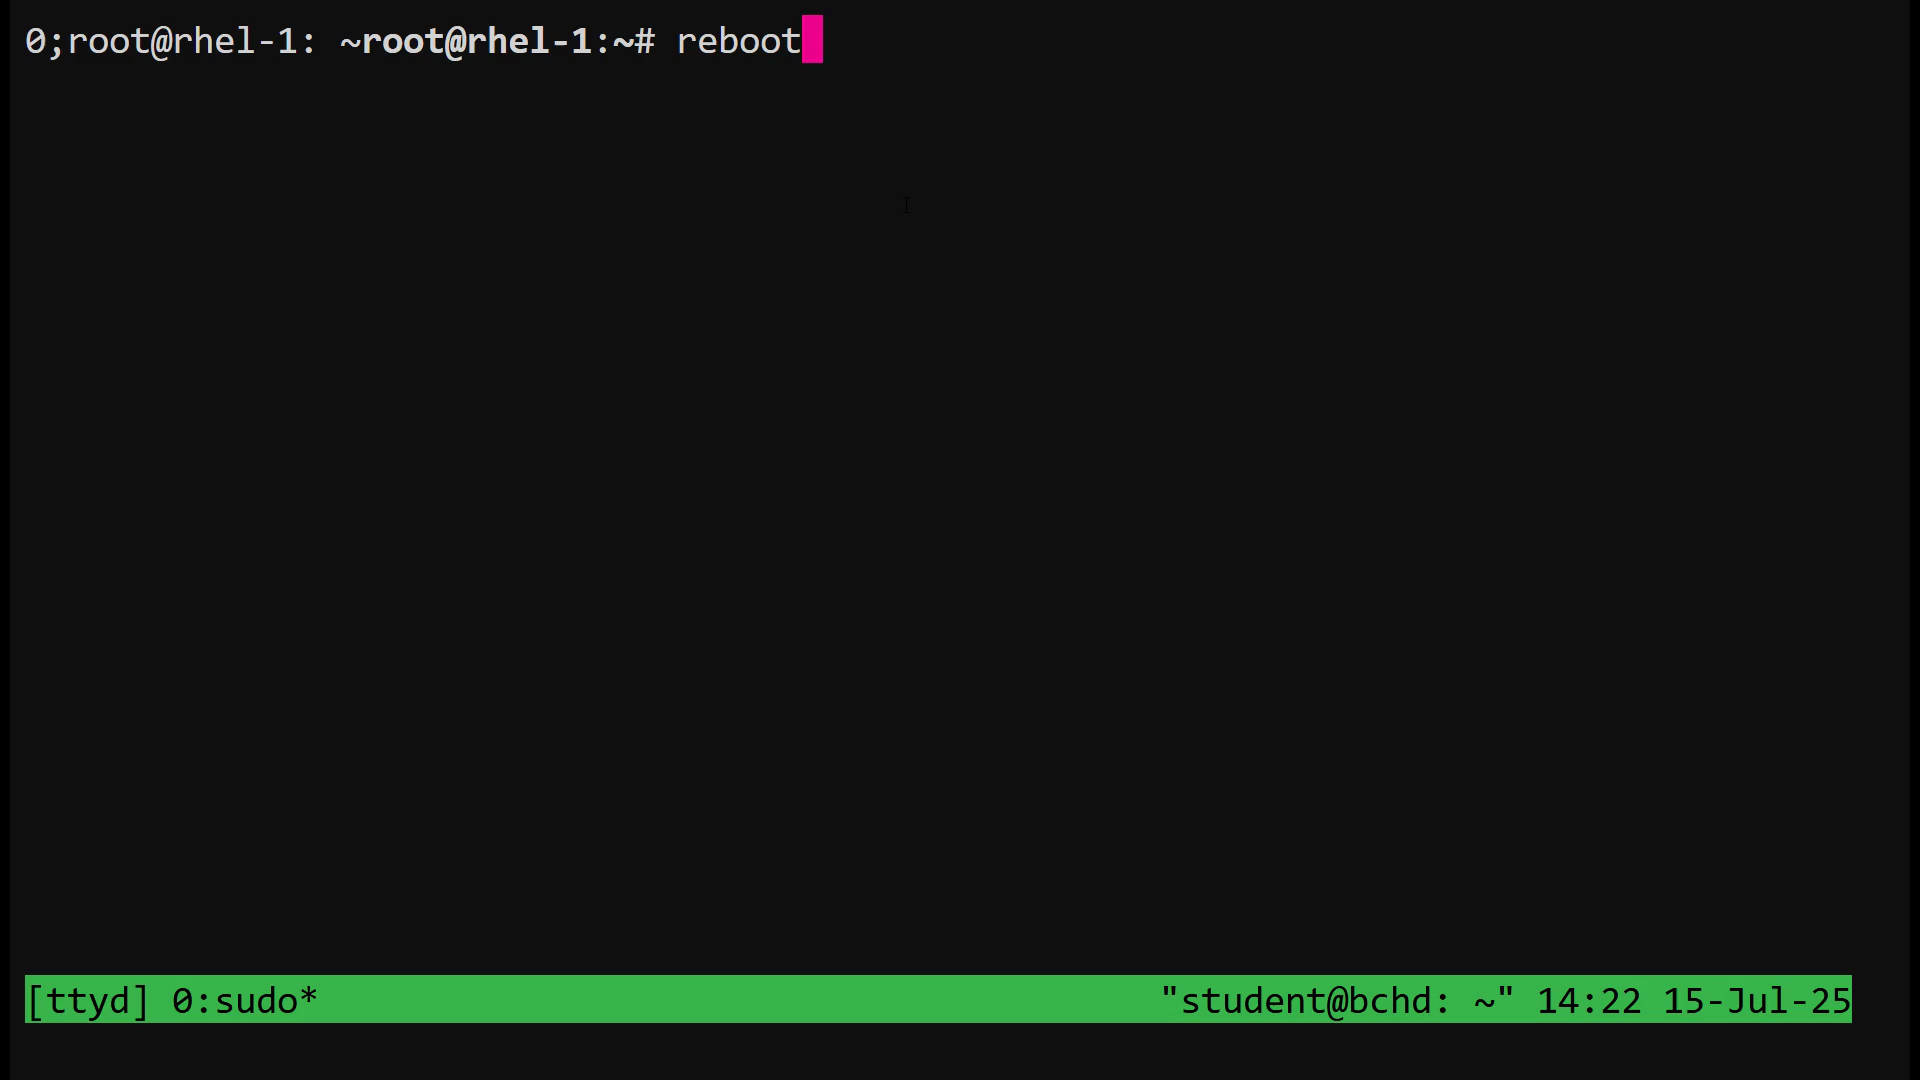 0;root@rhel-1: ~root@rhel-1:~# reboot
[ttyd] 0:sudo* "student@bchd: ~" 14:22 15-Jul-25